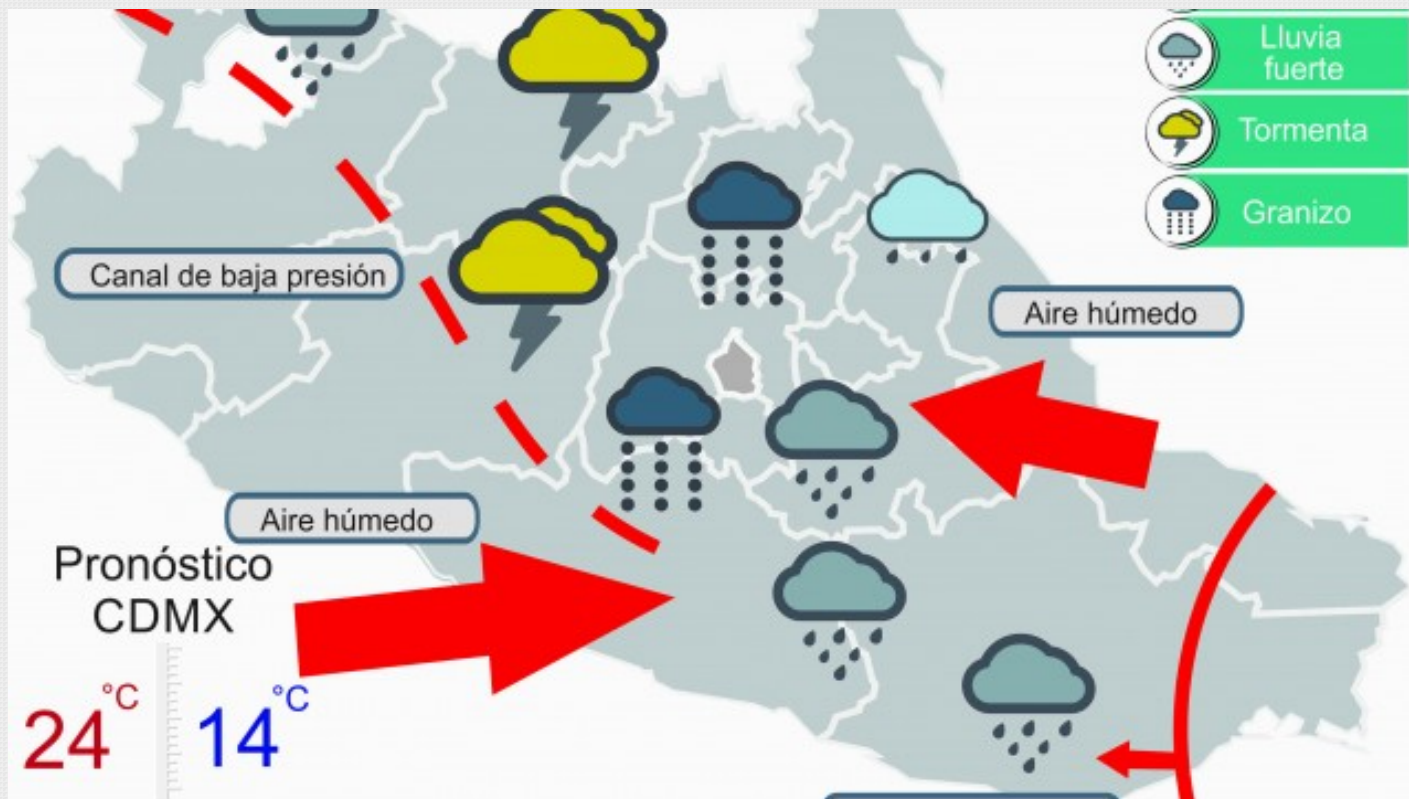 Lluvia
fuerte
Tormenta
Granizo
Canal de baja presión
Aire húmedo
Aire húmedo
Pronóstico
CDMX
24°C
14°C